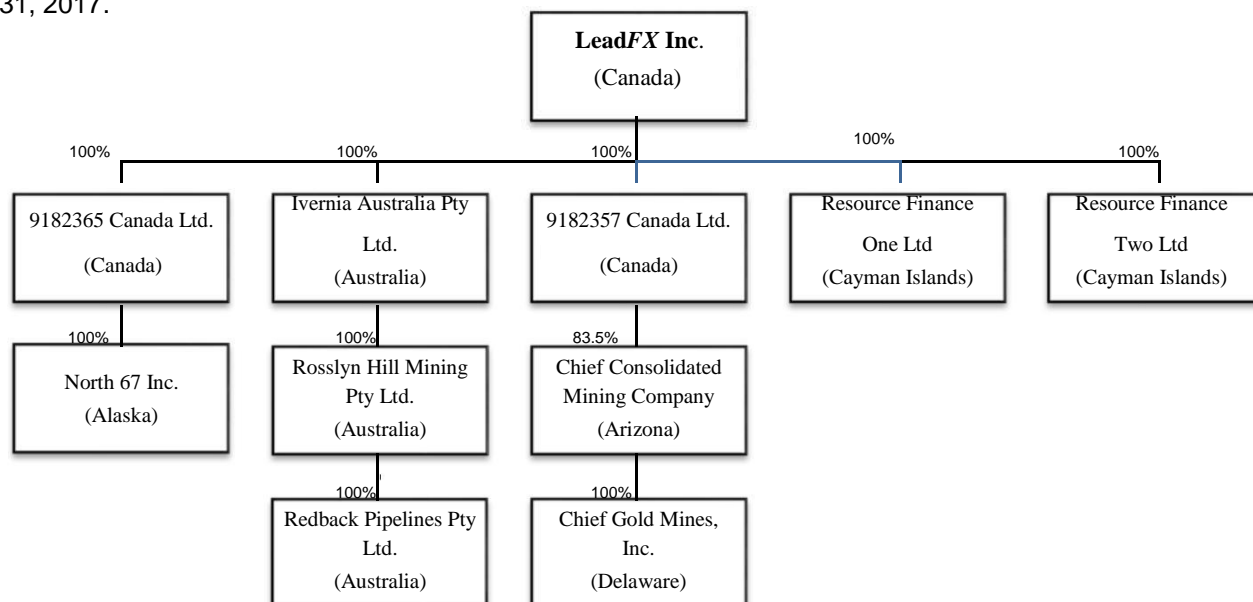 31, 2017.
LeadFX Inc.
(Canada)
100%
100%
100%
100%
100%
9182365 Canada Ltd.
(Canada)
Ivernia Australia Pty
Ltd.
(Australia)
9182357 Canada Ltd.
(Canada)
Resource Finance
One Ltd
(Cayman Islands)
Resource Finance
Two Ltd
(Cayman Islands)
100%
100%
83.5%
North 67 Inc.
(Alaska)
Rosslyn Hill Mining
Pty Ltd.
(Australia)
Chief Consolidated
Mining Company
(Arizona)
100%
100%
Redback Pipelines Pty
Ltd.
(Australia)
Chief Gold Mines,
Inc.
(Delaware)